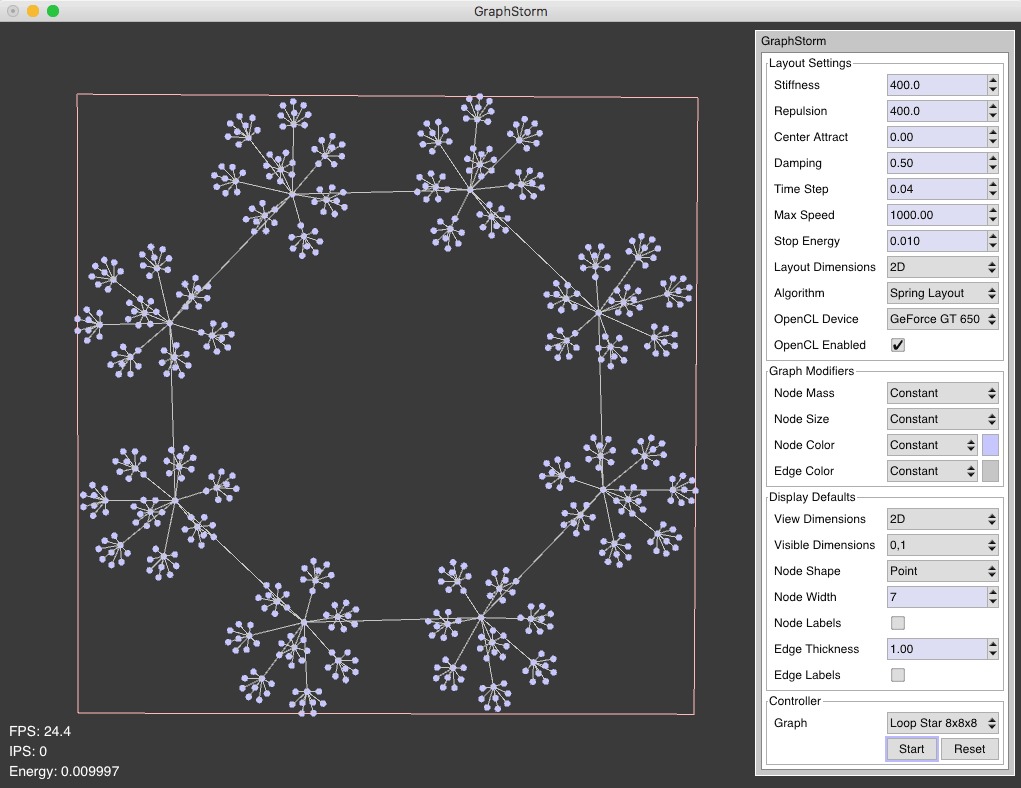 GraphStorm
GraphStorm
Layout Settings
Stiffness 400.0
Repulsion 400.0
Center Attract 0.00
Damping 0.50
Time Step 0.04
Max Speed 1000.00
Stop Energy 0.010
Layout Dimensions 2D
Algorithm Spring Layout
OpenCL Device GeForce GT 650
OpenCL Enabled
Graph Modifiers
Node Mass Constant
Node Size Constant
Node Color Constant
Edge Color Constant
Display Defaults
View Dimensions 2D
Visible Dimensions 0,1
Node Shape Point
Node Width 7
Node Labels
Edge Thickness 1.00
Edge Labels
Controller
Graph Loop Star 8x8x8
Start Reset
FPS: 24.4
IPS: 0
Energy: 0.009997